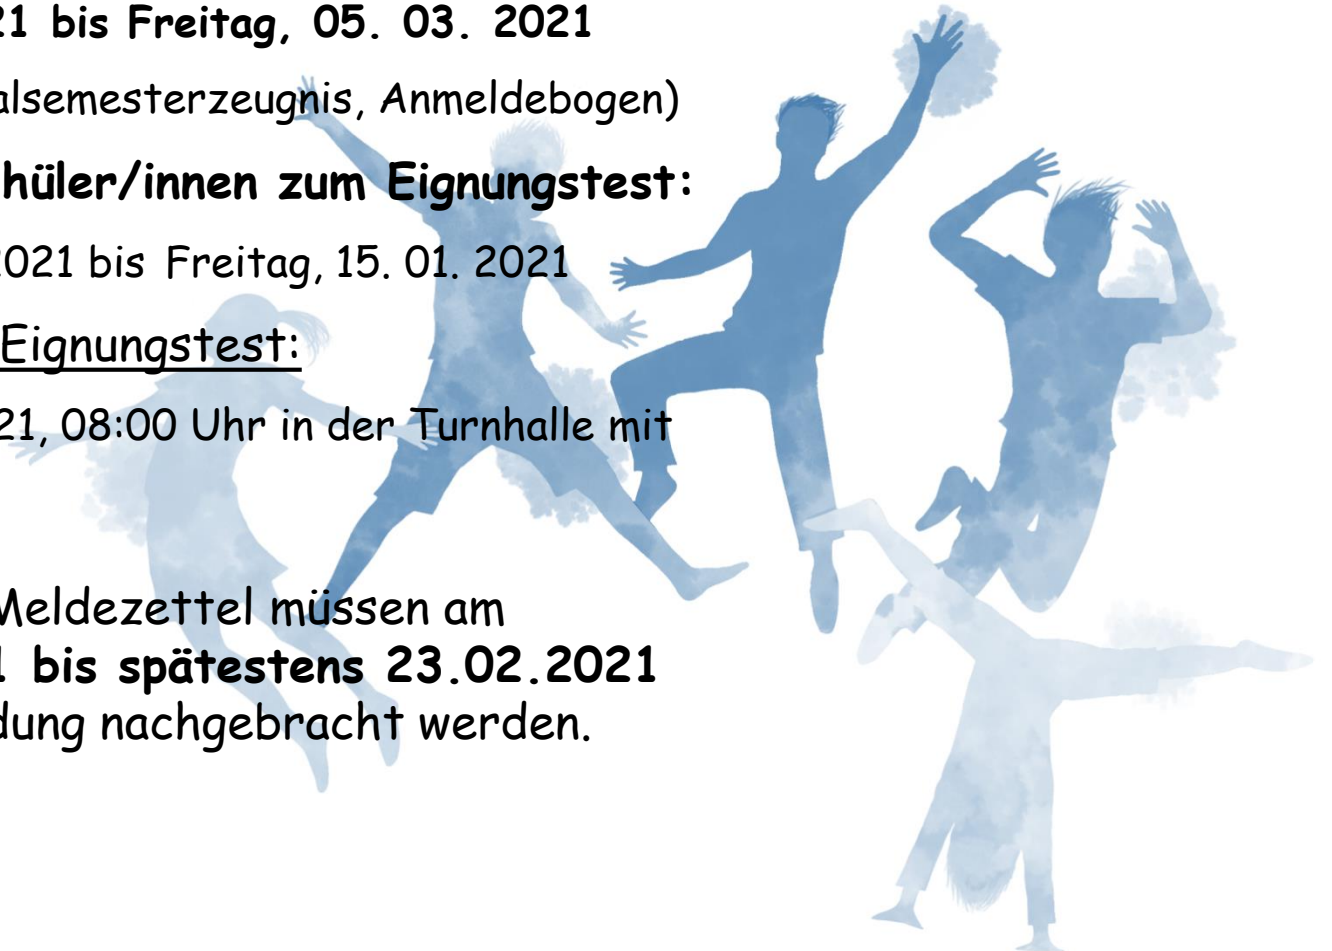 21 bis Freitag, 05. 03. 2021
alsemesterzeugnis, Anmeldebogen)
hüler/innen zum Eignungstest:
2021 bis Freitag, 15. 01. 2021
Eignungstest:
21, 08:00 Uhr in der Turnhalle mit
Meldezettel müssen am
1 bis spätestens 23.02.2021
dung nachgebracht werden.